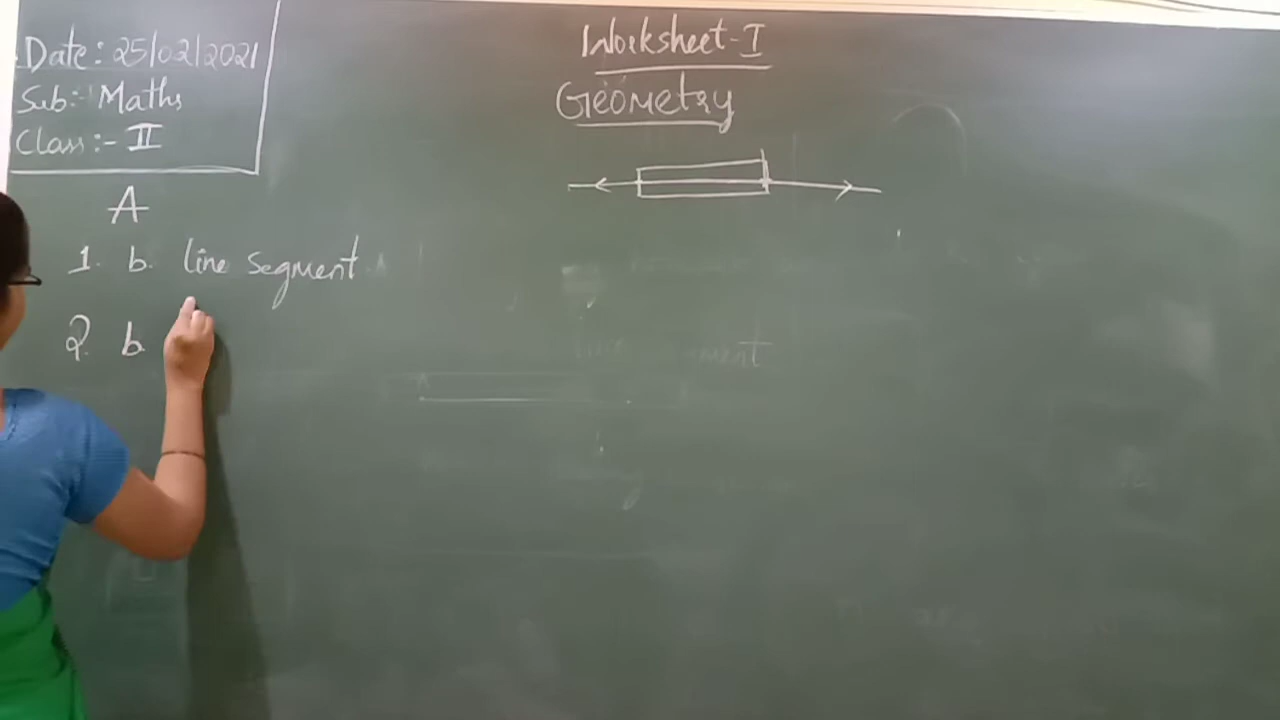 Date: 25/02/2021
Sub:- Maths
Class:- II
Worksheet-I
Geometry
A
1. b. line segment
2. b